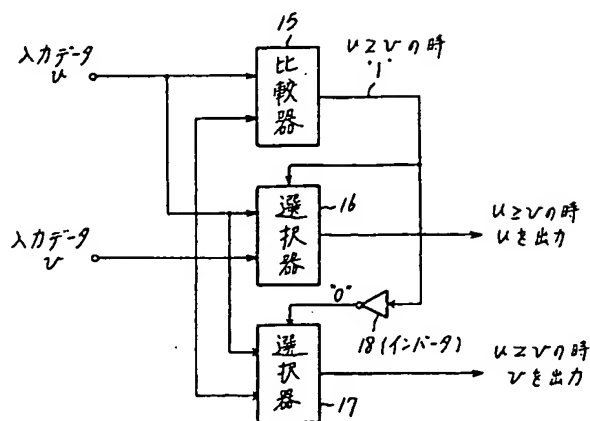 15
入力データ
u
比較器
u≧vの時
"1"
選択器
16
u≧vの時
uを出力
入力データ
v
"0"
18(インバータ)
選択器
17
u≧vの時
vを出力